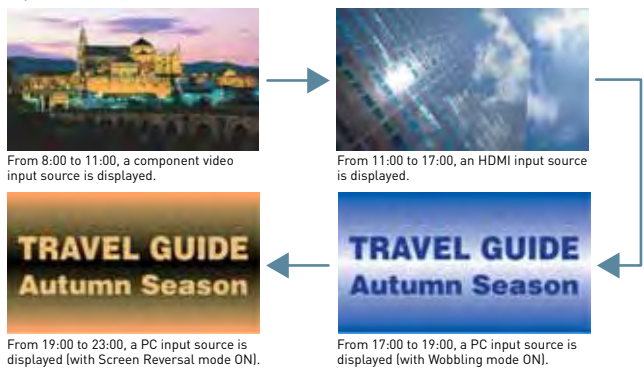 From 8:00 to 11:00, a component video
input source is displayed.
From 11:00 to 17:00, an HDMI input source
is displayed.
TRAVEL GUIDE
Autumn Season
From 17:00 to 19:00, a PC input source is
displayed (with Wobbling mode ON).
TRAVEL GUIDE
Autumn Season
From 19:00 to 23:00, a PC input source is
displayed (with Screen Reversal mode ON).